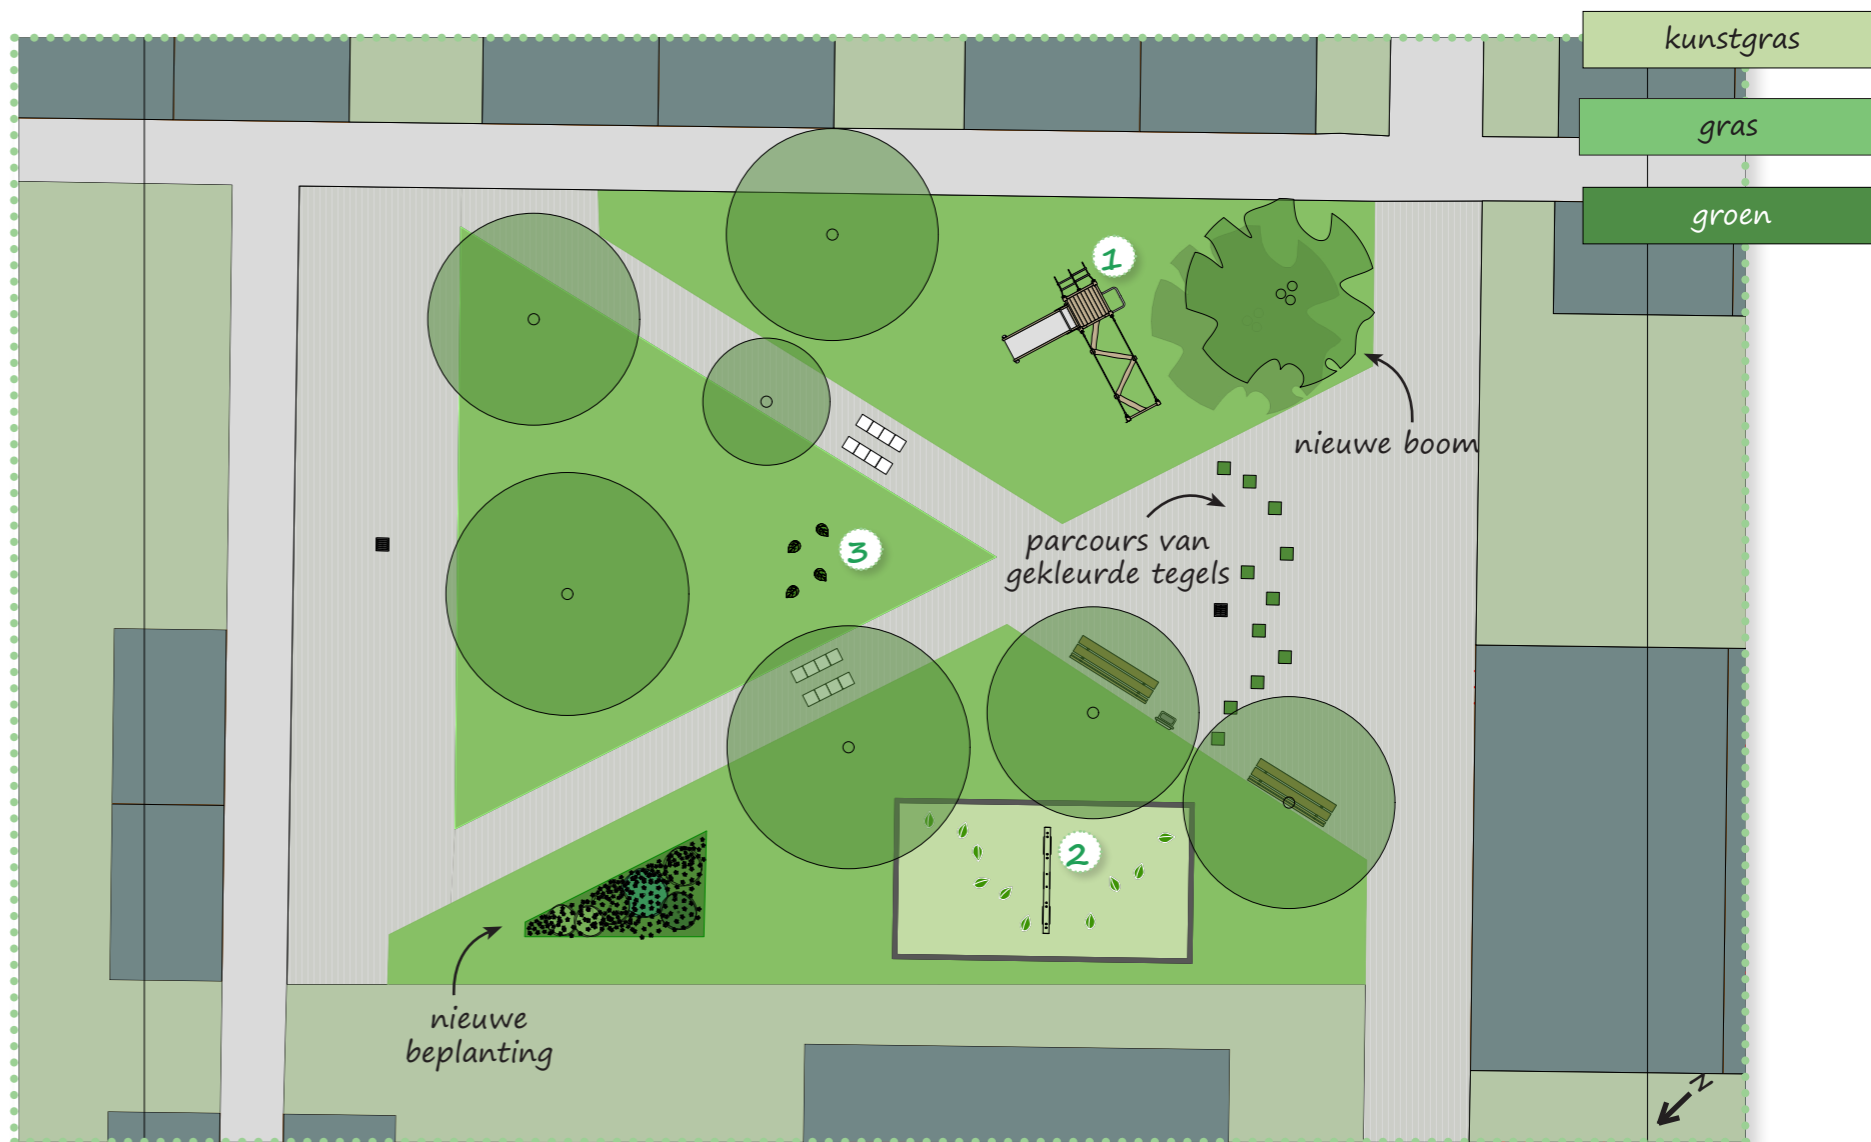 kunstgras
gras
groen
1
nieuwe boom
parcours van
gekleurde tegels
3
2
nieuwe
beplanting
N